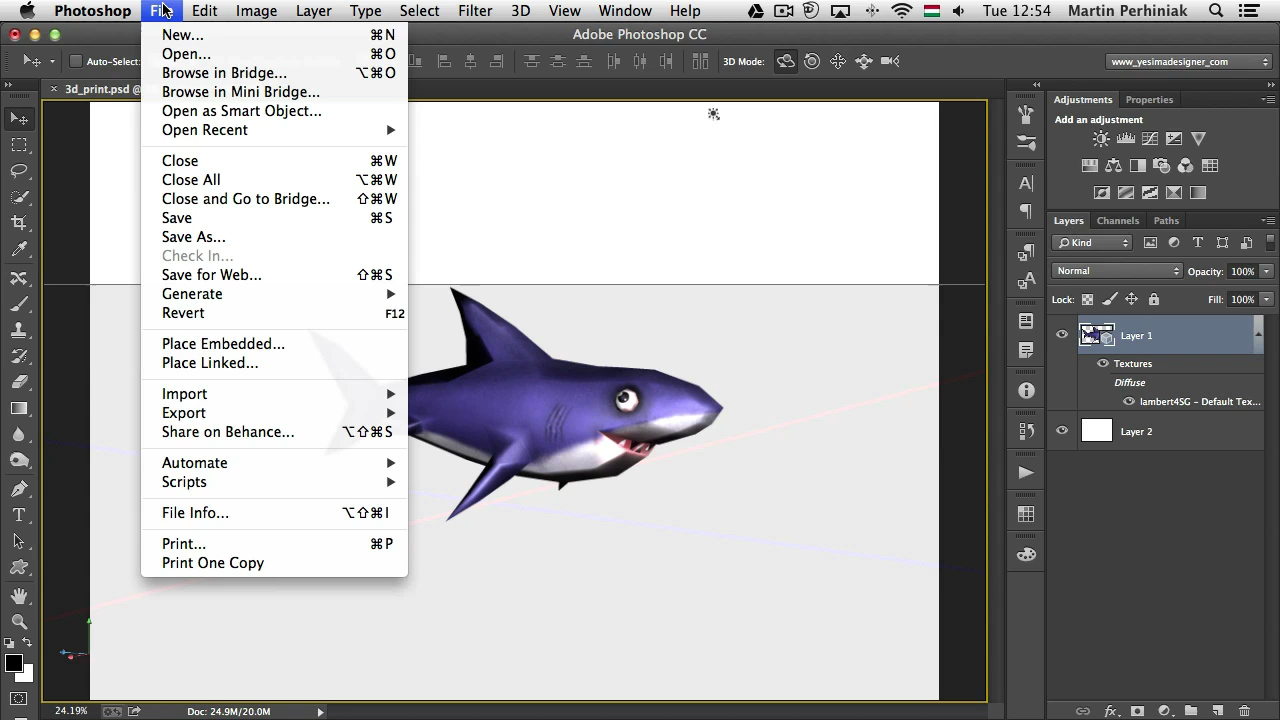 Photoshop File Edit Image Layer Type Select Filter 3D View Window Help Tue 12:54 Martin Perhiniak
Adobe Photoshop CC
Auto-Select: 3D Mode: www_yesimadesigner_com
3d_print.psd @
New... ⌘N
Open... ⌘O
Browse in Bridge... ⌥⌘O
Browse in Mini Bridge...
Open as Smart Object...
Open Recent
Close ⌘W
Close All ⌥⌘W
Close and Go to Bridge... ⇧⌘W
Save ⌘S
Save As...
Check In...
Save for Web... ⇧⌘S
Generate
Revert F12
Place Embedded...
Place Linked...
Import
Export
Share on Behance... ⌥⇧⌘S
Automate
Scripts
File Info... ⌥⇧⌘I
Print... ⌘P
Print One Copy
Adjustments Properties
Add an adjustment
Layers Channels Paths
Kind
Normal Opacity: 100%
Lock: Fill: 100%
Layer 1
Textures
Diffuse
lambert4SG - Default Tex...
Layer 2
24.19% Doc: 24.9M/20.0M